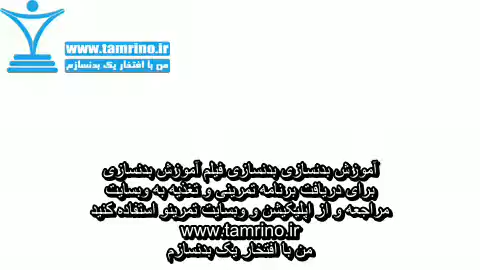 www.tamrino.ir
من با افتخار یک بدنسازم
آموزش بدنسازی بدنسازی فیلم آموزش بدنسازی
برای دریافت برنامه تمرینی و تغذیه به وبسایت
مراجعه و از اپلیکیشن و وبسایت تمرینو استفاده کنید
www.tamrino.ir
من با افتخار یک بدنسازم